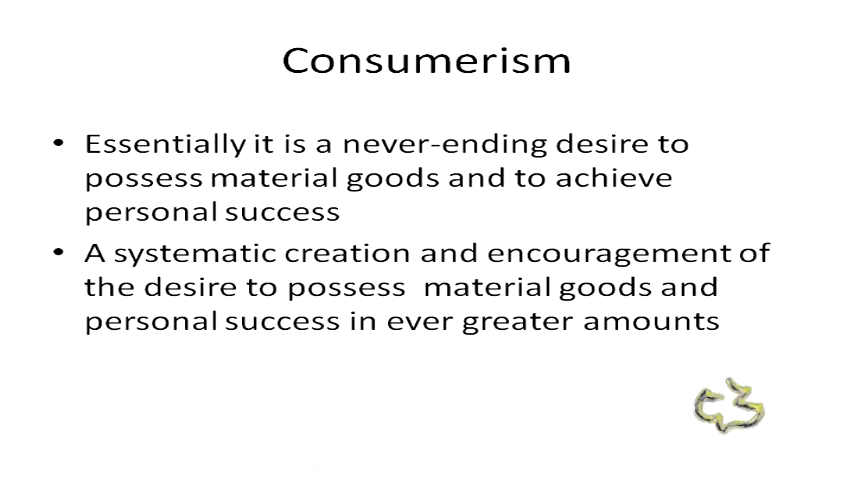 Consumerism
• Essentially it is a never-ending desire to
possess material goods and to achieve
personal success
• A systematic creation and encouragement of
the desire to possess material goods and
personal success in ever greater amounts